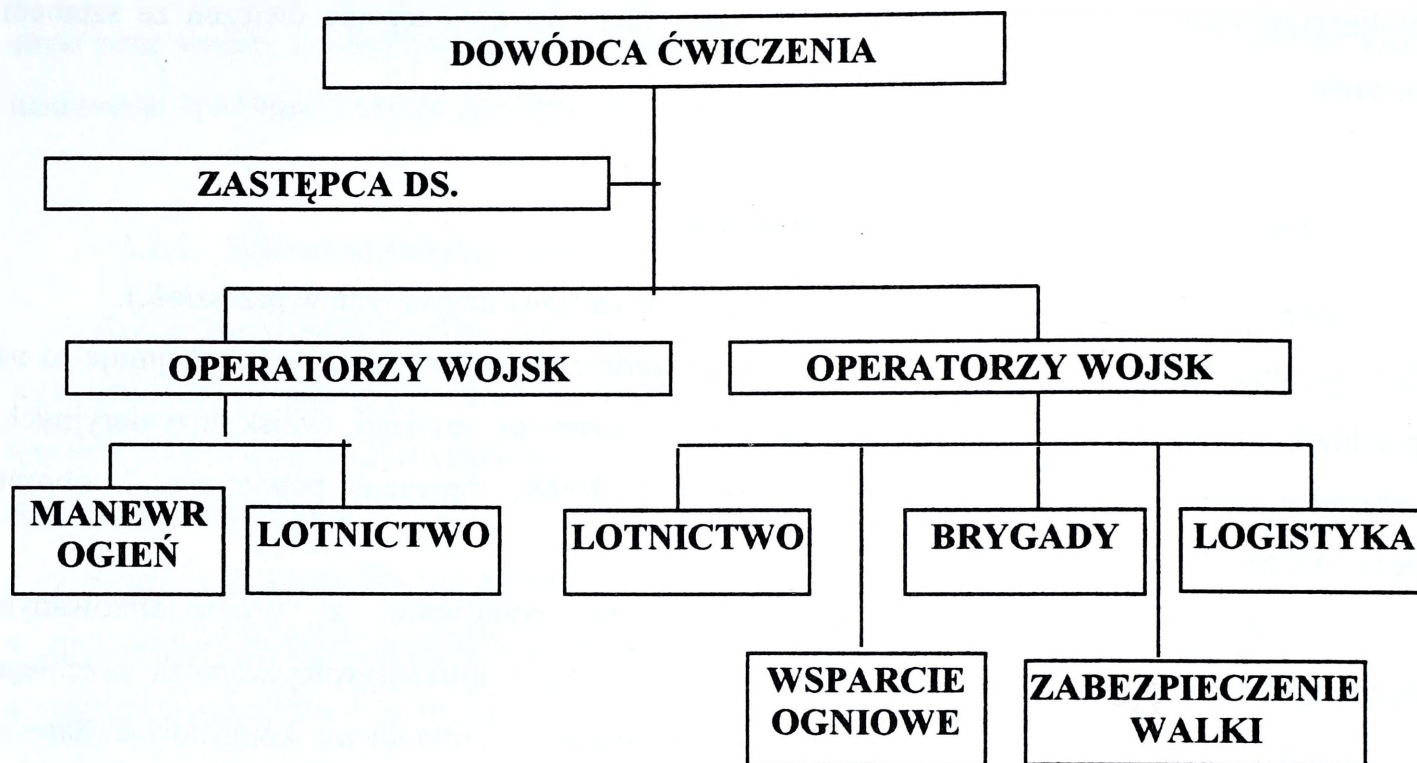 DOWÓDCA ĆWICZENIA
ZASTĘPCA DS.
OPERATORZY WOJSK
OPERATORZY WOJSK
MANEWR
OGIEŃ
LOTNICTWO
LOTNICTWO
BRYGADY
LOGISTYKA
WSPARCIE
OGNIOWE
ZABEZPIECZENIE
WALKI